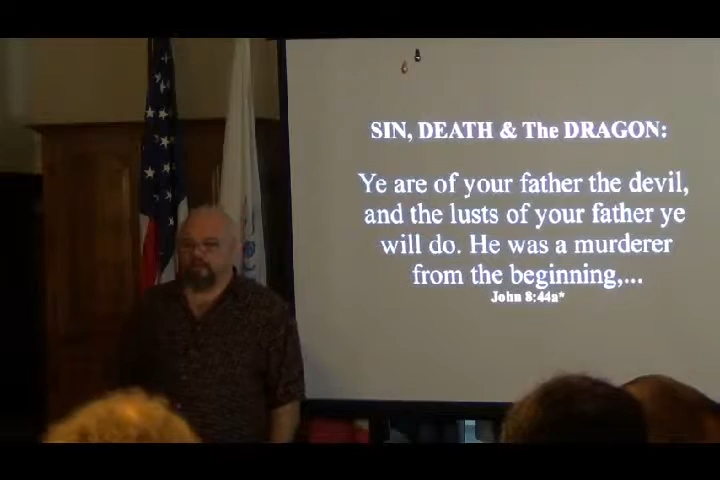 SIN, DEATH & The DRAGON:
Ye are of your father the devil,
and the lusts of your father ye
will do. He was a murderer
from the beginning,...
John 8:44a*